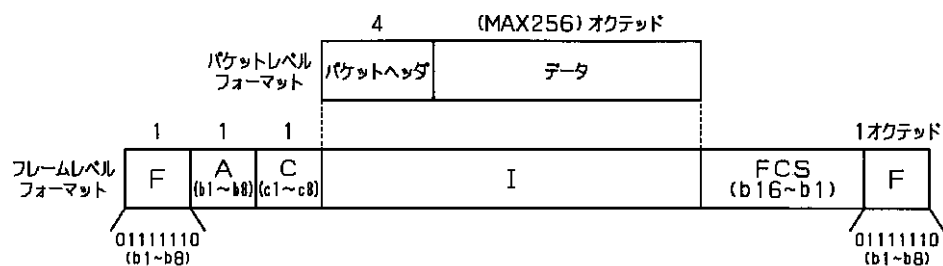 4 (MAX256) オクテッド
パケットレベル
フォーマット
パケットヘッダ データ
1 1 1 1オクテッド
フレームレベル
フォーマット
F A C I FCS F
(b1~b8) (c1~c8) (b16~b1)
01111110 01111110
(b1~b8) (b1~b8)